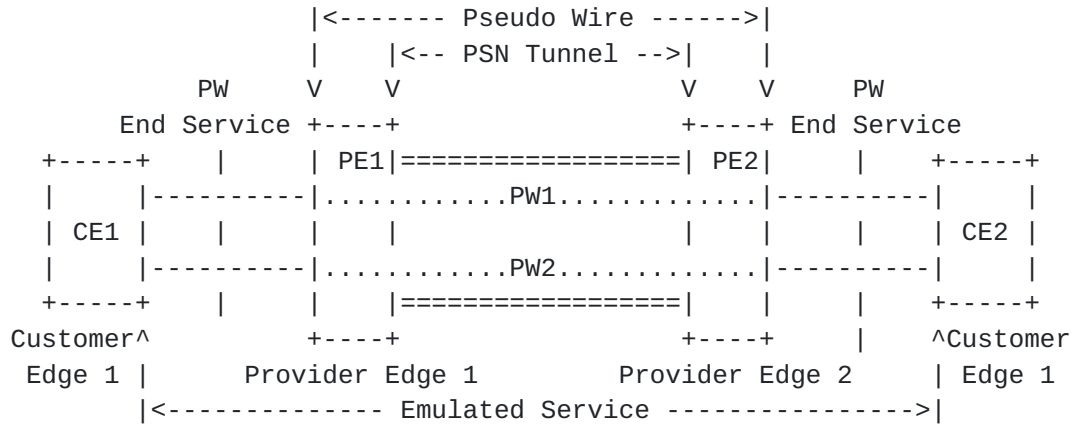 |<------- Pseudo Wire ------>|
                  |    |<-- PSN Tunnel -->|    |
           PW     V    V                  V    V     PW
      End Service +----+                  +----+ End Service
  +-----+    |    | PE1|==================| PE2|     |    +-----+
  |     |----------|............PW1.............|----------|     |
  | CE1 |    |    |    |                  |    |     |    | CE2 |
  |     |----------|............PW2.............|----------|     |
  +-----+    |    |    |==================|    |     |    +-----+
Customer^         +----+                  +----+     |    ^Customer
 Edge 1 |      Provider Edge 1         Provider Edge 2     | Edge 1
        |<-------------- Emulated Service ---------------->|